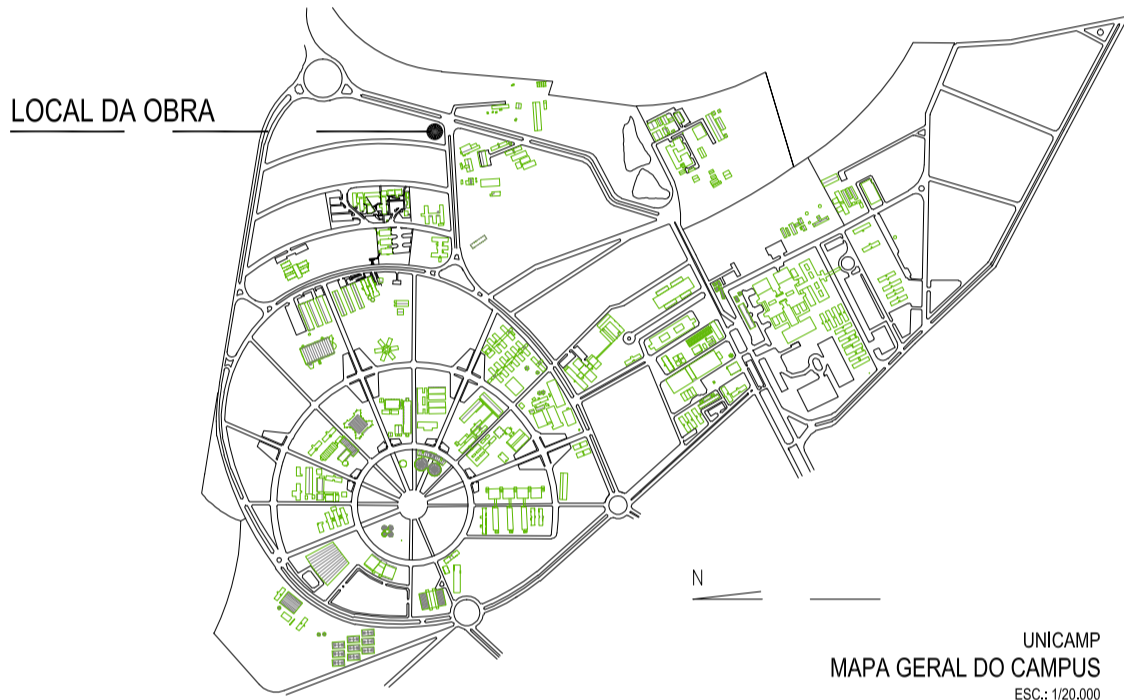 LOCAL DA OBRA
N
UNICAMP
MAPA GERAL DO CAMPUS
ESC.: 1/20.000